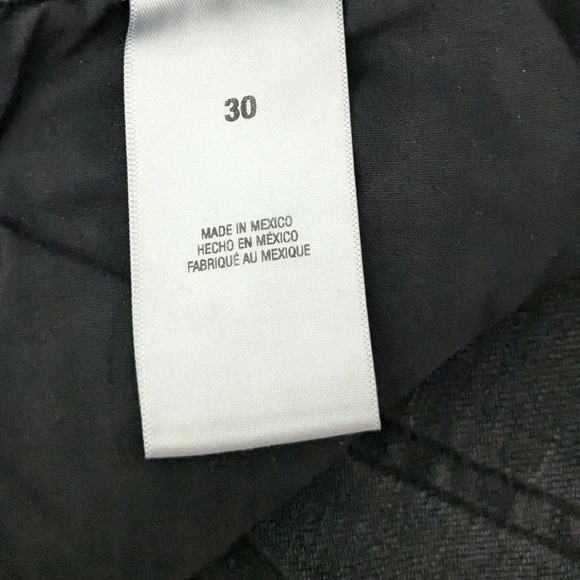 30
MADE IN MEXICO
HECHO EN MÉXICO
FABRIQUÉ AU MEXIQUE